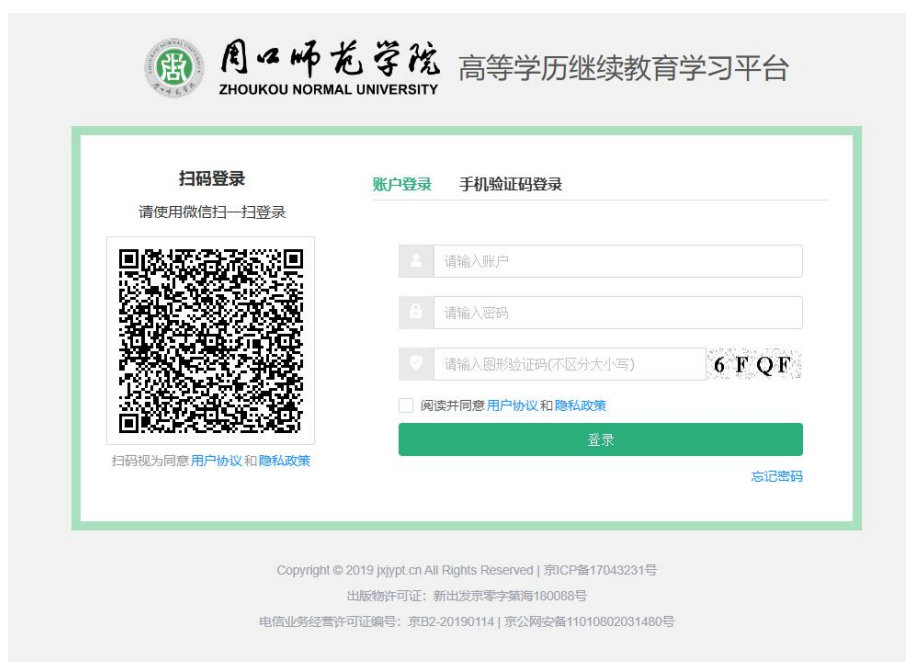 周口师范学院
ZHOUKOU NORMAL UNIVERSITY
高等学历继续教育学习平台
扫码登录
请使用微信扫一扫登录
扫码视为同意用户协议和隐私政策
账户登录 手机验证码登录
请输入账户
请输入密码
请输入图形验证码(不区分大小写)
6 F Q F
阅读并同意用户协议和隐私政策
登录
忘记密码
Copyright © 2019 jxjypt.cn All Rights Reserved | 京ICP备17043231号
出版物许可证：新出发京零字第海180088号
电信业务经营许可证编号：京B2-20190114 | 京公网安备11010802031480号